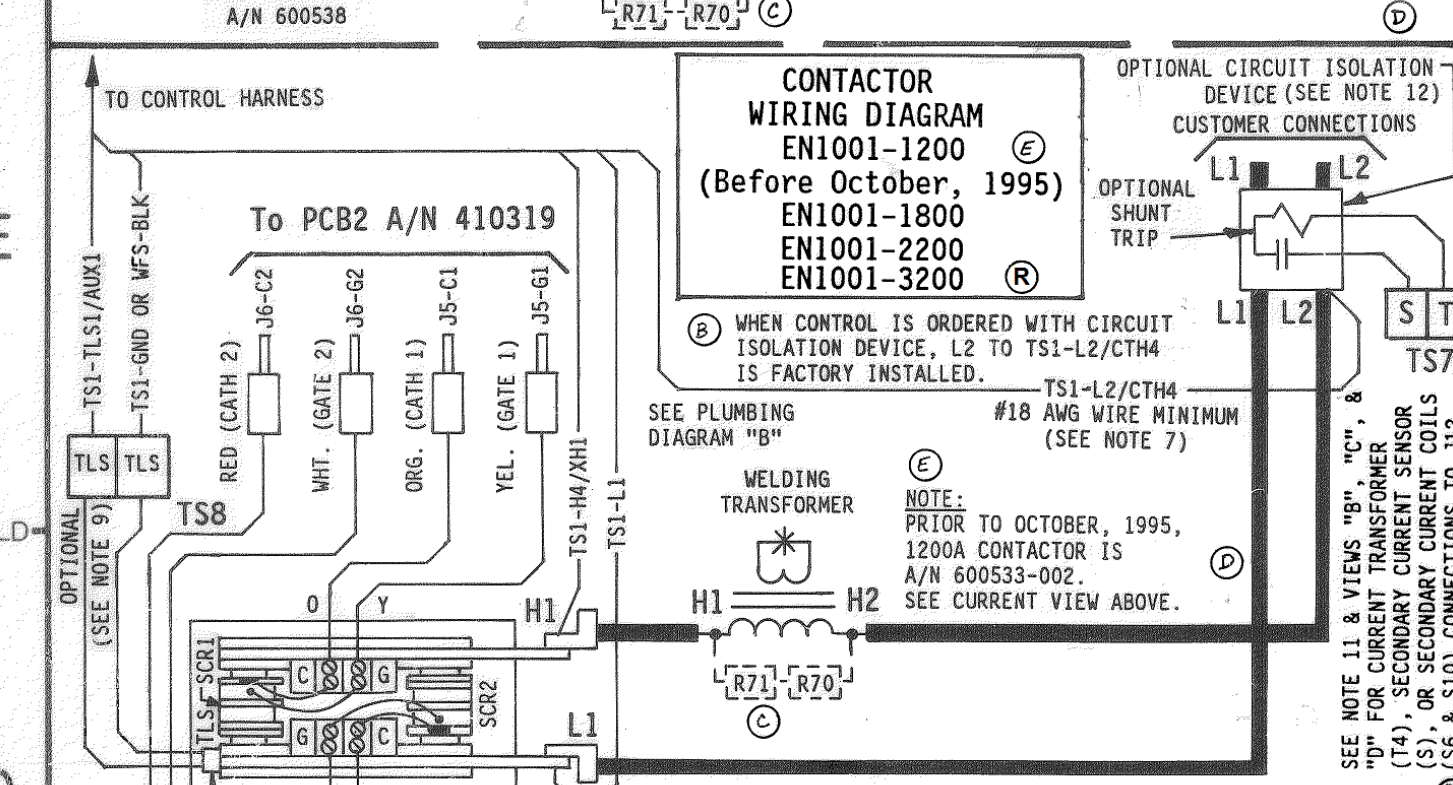 A/N 600538
R71 R70 C
D
TO CONTROL HARNESS
CONTACTOR
WIRING DIAGRAM
EN1001-1200 E
(Before October, 1995)
EN1001-1800
EN1001-2200
EN1001-3200 R
OPTIONAL CIRCUIT ISOLATION
DEVICE (SEE NOTE 12)
CUSTOMER CONNECTIONS
L1 L2
OPTIONAL
SHUNT
TRIP
L1 L2
S T
TS7
To PCB2 A/N 410319
TS1-TLS1/AUX1
TS1-GND OR WFS-BLK
J6-C2
J6-G2
J5-C1
J5-G1
RED (CATH 2)
WHT. (GATE 2)
ORG. (CATH 1)
YEL. (GATE 1)
B WHEN CONTROL IS ORDERED WITH CIRCUIT
ISOLATION DEVICE, L2 TO TS1-L2/CTH4
IS FACTORY INSTALLED.
TS1-L2/CTH4
#18 AWG WIRE MINIMUM
(SEE NOTE 7)
SEE PLUMBING
DIAGRAM "B"
TLS TLS
TS8
OPTIONAL
(SEE NOTE 9)
TS1-H4/XH1
TS1-L1
WELDING
TRANSFORMER
E
NOTE:
PRIOR TO OCTOBER, 1995,
1200A CONTACTOR IS
A/N 600533-002.
SEE CURRENT VIEW ABOVE.
D
LD
O Y
H1
H1 H2
R71 R70
C
SCR1
TLS
C G
G C
SCR2
L1
SEE NOTE 11 & VIEWS "B", "C", &
"D" FOR CURRENT TRANSFORMER
(T4), SECONDARY CURRENT SENSOR
(S), OR SECONDARY CURRENT COILS
(S6 & S10) CONNECTIONS TO J12